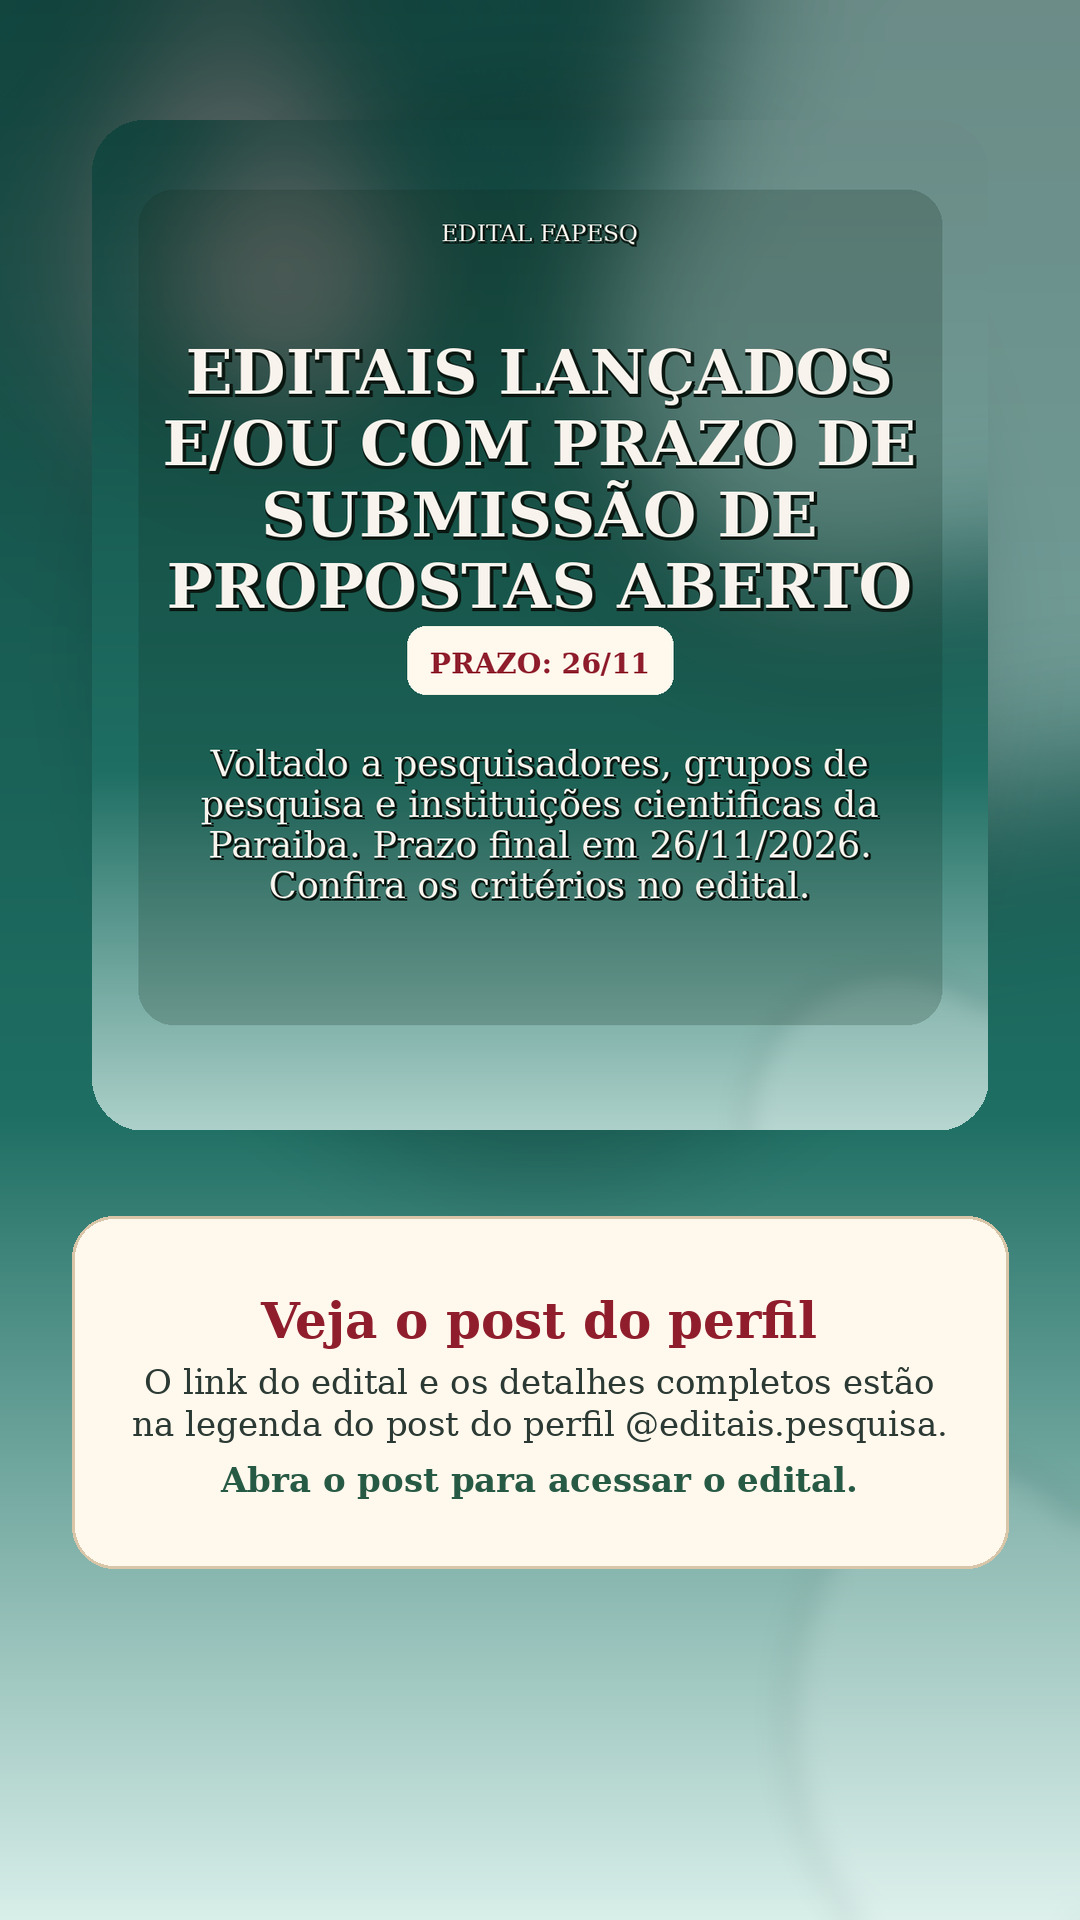 EDITAL FAPESQ
EDITAIS LANÇADOS
E/OU COM PRAZO DE
SUBMISSÃO DE
PROPOSTAS ABERTO
PRAZO: 26/11
Voltado a pesquisadores, grupos de
pesquisa e instituições cientificas da
Paraiba. Prazo final em 26/11/2026.
Confira os critérios no edital.
Veja o post do perfil
O link do edital e os detalhes completos estão
na legenda do post do perfil @editais.pesquisa.
Abra o post para acessar o edital.